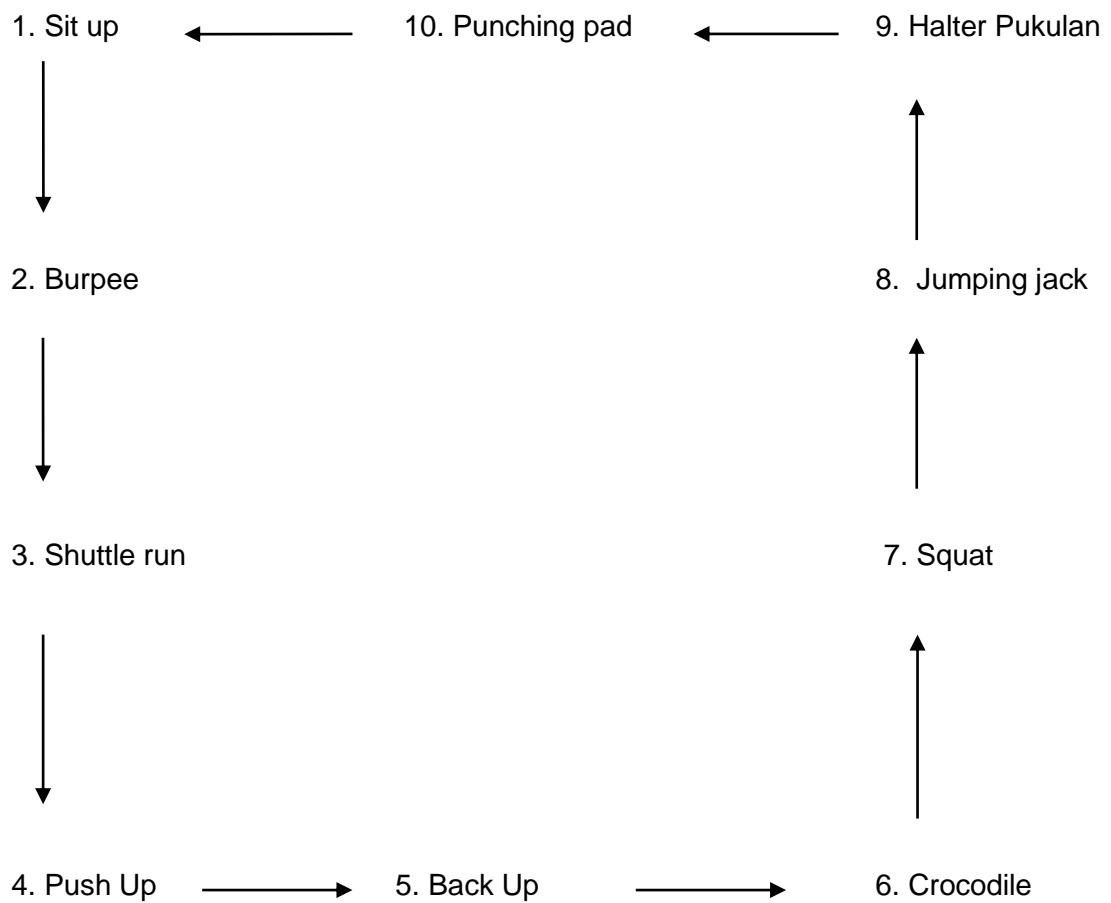 1. Sit up
10. Punching pad
9. Halter Pukulan
2. Burpee
8. Jumping jack
3. Shuttle run
7. Squat
4. Push Up
5. Back Up
6. Crocodile